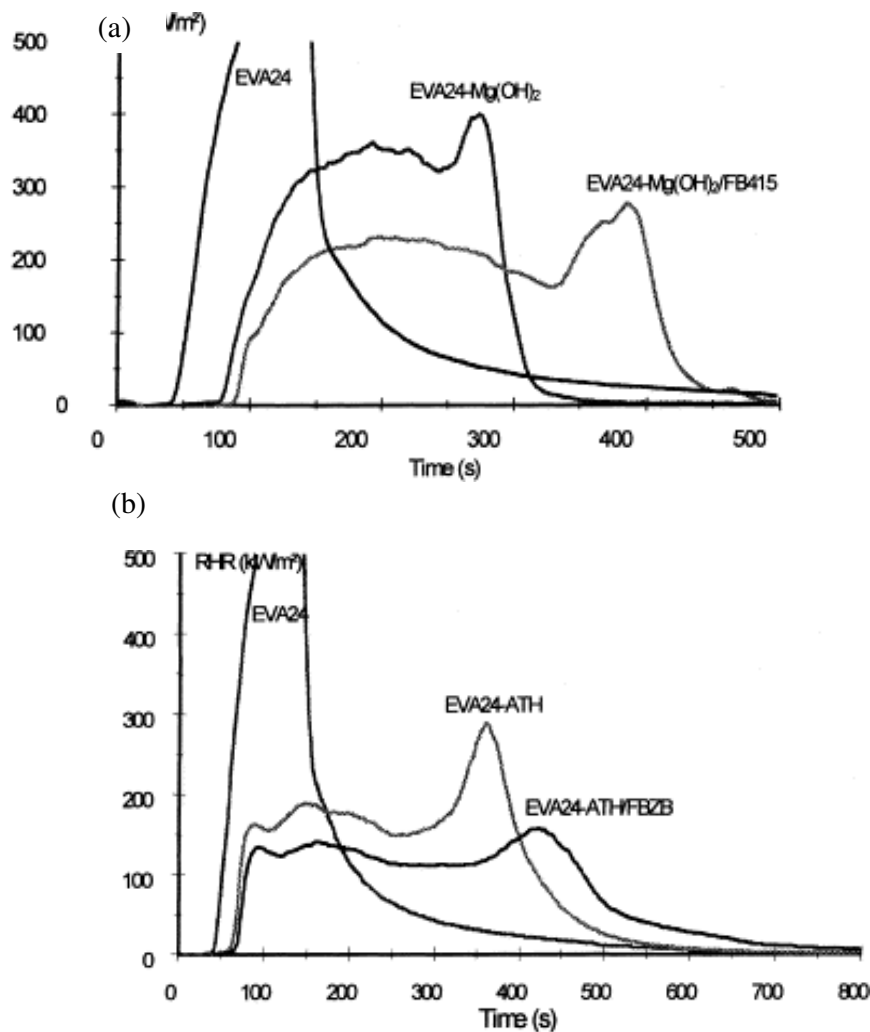 (a) /m²)
500
EVA24
EVA24-Mg(OH)₂
400
300
EVA24-Mg(OH)₂/FB415
200
100
0
0 100 200 300 400 500
Time (s)
(b)
500 RHR (kW/m²)
EVA24
400
300
EVA24-ATH
200
EVA24-ATH/FBZB
100
0
0 100 200 300 400 500 600 700 800
Time (s)